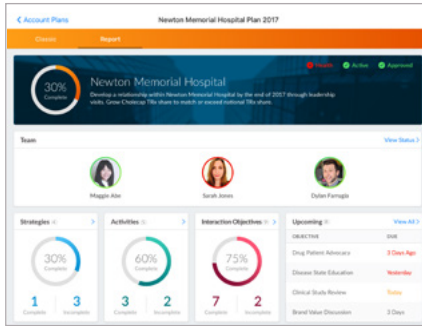 Account Plans
Newton Memorial Hospital Plan 2017
Classic
Report
Health
Active
Approved
30%
Complete
Newton Memorial Hospital
Develop a relationship within Newton Memorial Hospital by the end of 2017 through leadership
visits. Grow Cholecap TRx share to match or exceed national TRx share.
Team
View Status
Maggie Abe
Sarah Jones
Dylan Farrugia
Strategies
Activities
Interaction Objectives
Upcoming
View All
OBJECTIVE
DUE
30%
Complete
60%
Complete
75%
Complete
Drug Patient Advocacy
3 Days Ago
Disease State Education
Yesterday
Clinical Study Review
Today
Brand Value Discussion
3 Days
1
3
3
2
7
2
Complete
Incomplete
Complete
Incomplete
Complete
Incomplete